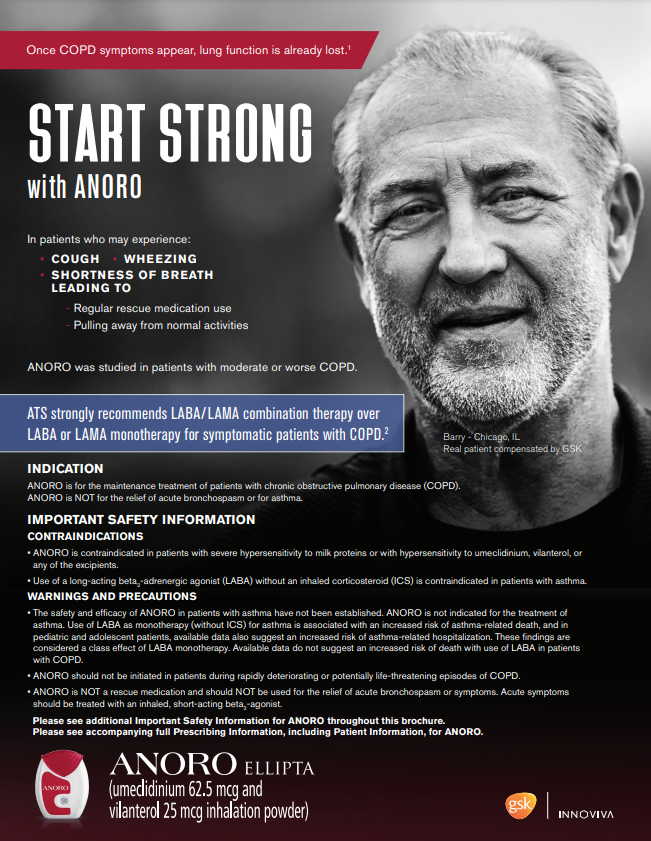 Once COPD symptoms appear, lung function is already lost.¹
START STRONG
with ANORO
In patients who may experience:
• COUGH • WHEEZING
• SHORTNESS OF BREATH
LEADING TO
- Regular rescue medication use
- Pulling away from normal activities
ANORO was studied in patients with moderate or worse COPD.
ATS strongly recommends LABA/LAMA combination therapy over
LABA or LAMA monotherapy for symptomatic patients with COPD.²
Barry - Chicago, IL
Real patient compensated by GSK
INDICATION
ANORO is for the maintenance treatment of patients with chronic obstructive pulmonary disease (COPD).
ANORO is NOT for the relief of acute bronchospasm or for asthma.
IMPORTANT SAFETY INFORMATION
CONTRAINDICATIONS
• ANORO is contraindicated in patients with severe hypersensitivity to milk proteins or with hypersensitivity to umeclidinium, vilanterol, or
any of the excipients.
• Use of a long-acting beta₂-adrenergic agonist (LABA) without an inhaled corticosteroid (ICS) is contraindicated in patients with asthma.
WARNINGS AND PRECAUTIONS
• The safety and efficacy of ANORO in patients with asthma have not been established. ANORO is not indicated for the treatment of
asthma. Use of LABA as monotherapy (without ICS) for asthma is associated with an increased risk of asthma-related death, and in
pediatric and adolescent patients, available data also suggest an increased risk of asthma-related hospitalization. These findings are
considered a class effect of LABA monotherapy. Available data do not suggest an increased risk of death with use of LABA in patients
with COPD.
• ANORO should not be initiated in patients during rapidly deteriorating or potentially life-threatening episodes of COPD.
• ANORO is NOT a rescue medication and should NOT be used for the relief of acute bronchospasm or symptoms. Acute symptoms
should be treated with an inhaled, short-acting beta₂-agonist.
Please see additional Important Safety Information for ANORO throughout this brochure.
Please see accompanying full Prescribing Information, including Patient Information, for ANORO.
ANORO
ANORO ELLIPTA
(umeclidinium 62.5 mcg and
vilanterol 25 mcg inhalation powder)
gsk
INNOVIVA